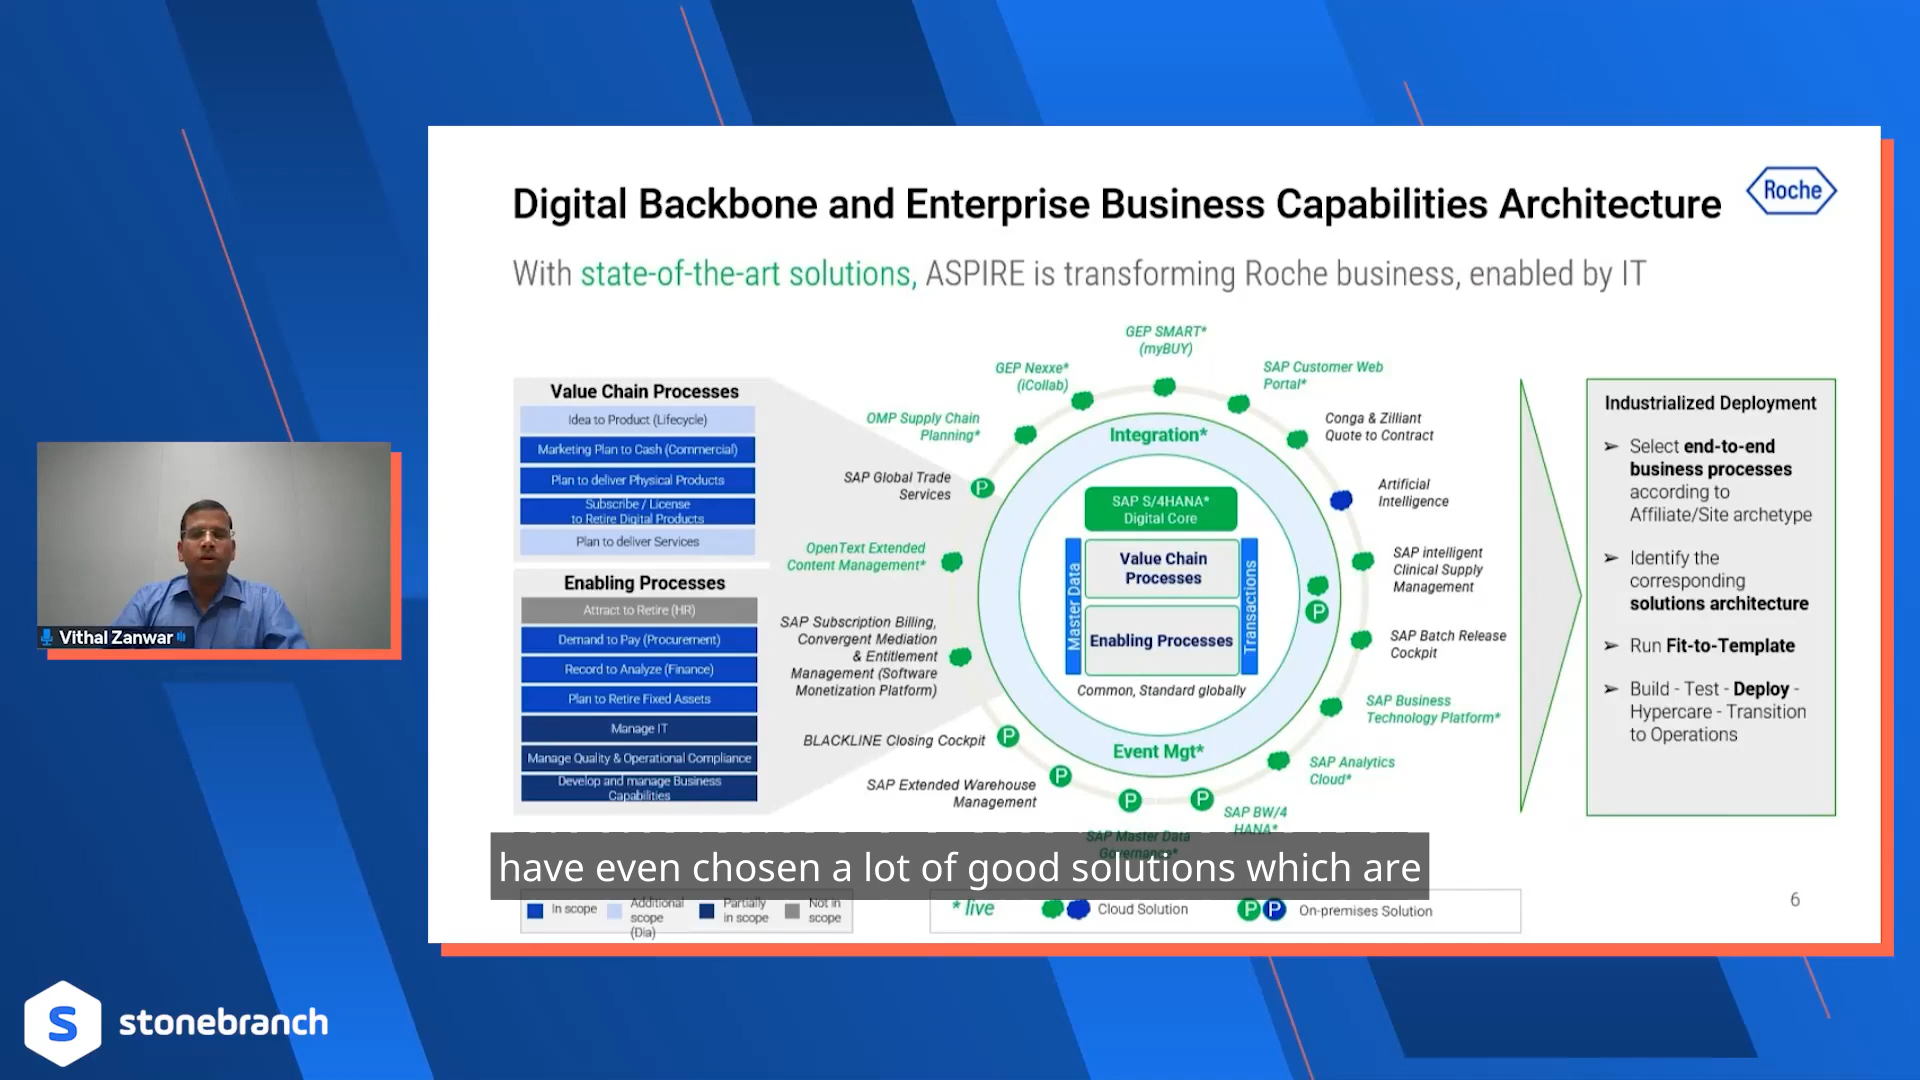 Digital Backbone and Enterprise Business Capabilities Architecture
Roche
With state-of-the-art solutions, ASPIRE is transforming Roche business, enabled by IT
Value Chain Processes
Idea to Product (Lifecycle)
Marketing Plan to Cash (Commercial)
Plan to deliver Physical Products
Subscribe / License
to Retire Digital Products
Plan to deliver Services
Enabling Processes
Attract to Retire (HR)
Demand to Pay (Procurement)
Record to Analyze (Finance)
Plan to Retire Fixed Assets
Manage IT
Manage Quality & Operational Compliance
Develop and manage Business
Capabilities
GEP SMART*
(myBUY)
GEP Nexxe*
(iCollab)
SAP Customer Web
Portal*
OMP Supply Chain
Planning*
Conga & Zilliant
Quote to Contract
SAP Global Trade
Services
P
Artificial
Intelligence
OpenText Extended
Content Management*
SAP intelligent
Clinical Supply
Management
P
SAP Subscription Billing,
Convergent Mediation
& Entitlement
Management (Software
Monetization Platform)
SAP Batch Release
Cockpit
SAP Business
Technology Platform*
BLACKLINE Closing Cockpit
P
SAP Analytics
Cloud*
SAP Extended Warehouse
Management
P
P
P
SAP BW/4
HANA*
SAP Master Data
Governance*
Integration*
SAP S/4HANA*
Digital Core
Master Data
Value Chain
Processes
Enabling Processes
Transactions
Common, Standard globally
Event Mgt*
Industrialized Deployment
➢ Select end-to-end
business processes
according to
Affiliate/Site archetype
➢ Identify the
corresponding
solutions architecture
➢ Run Fit-to-Template
➢ Build - Test - Deploy -
Hypercare - Transition
to Operations
have even chosen a lot of good solutions which are
In scope
Additional
scope
(Dia)
Partially
in scope
Not in
scope
* live
Cloud Solution
P P On-premises Solution
6
Vithal Zanwar
S stonebranch